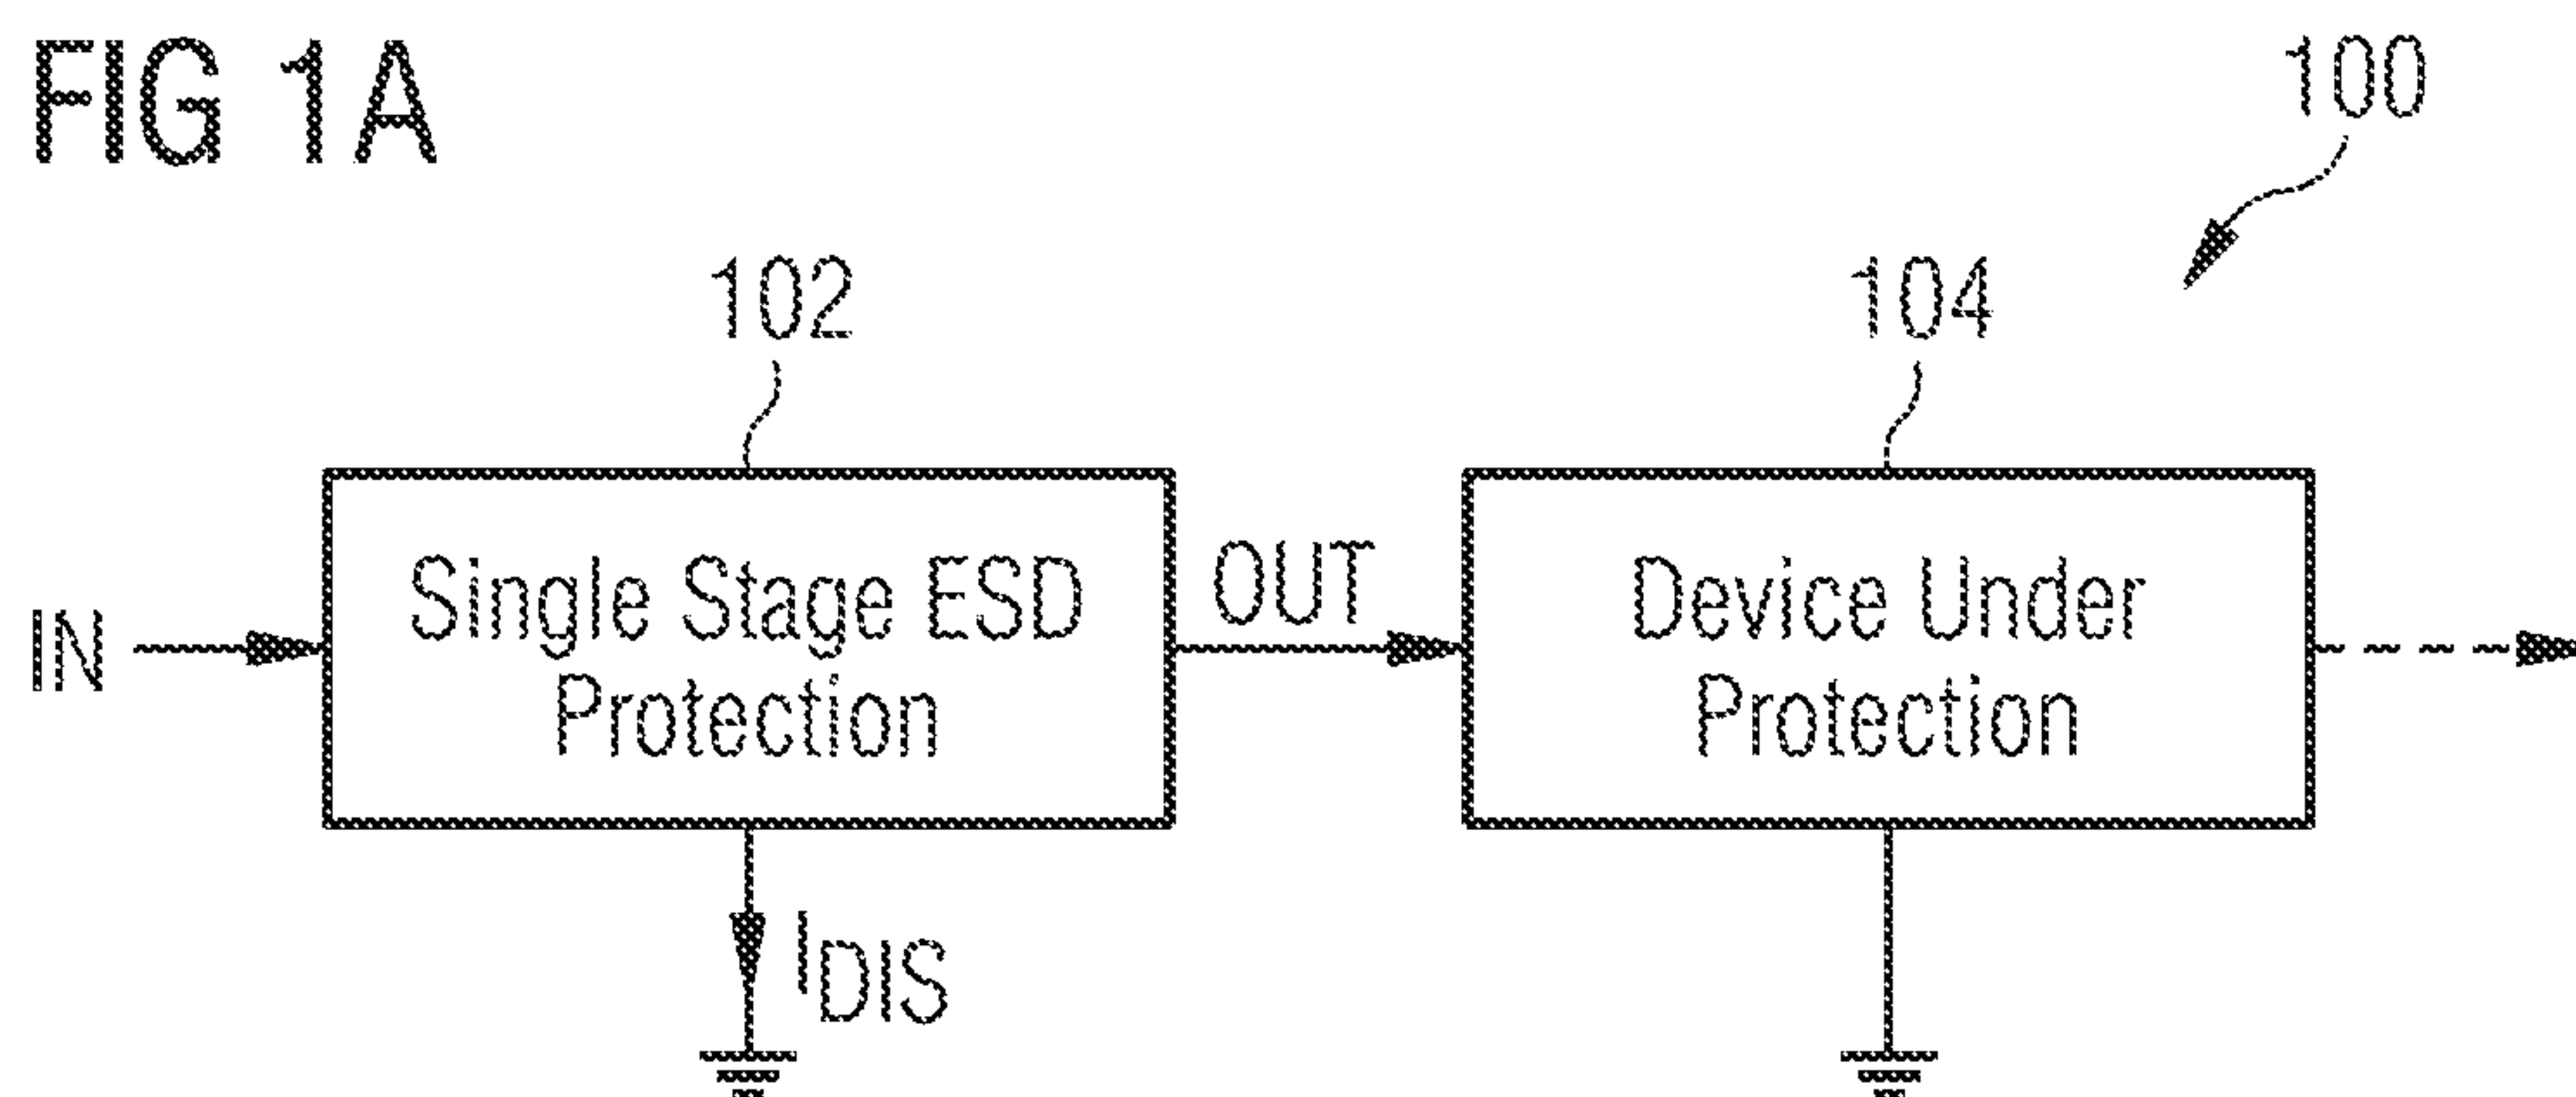 FIG 1A
100
102
104
IN
Single Stage ESD
Protection
OUT
Device Under
Protection
IDIS